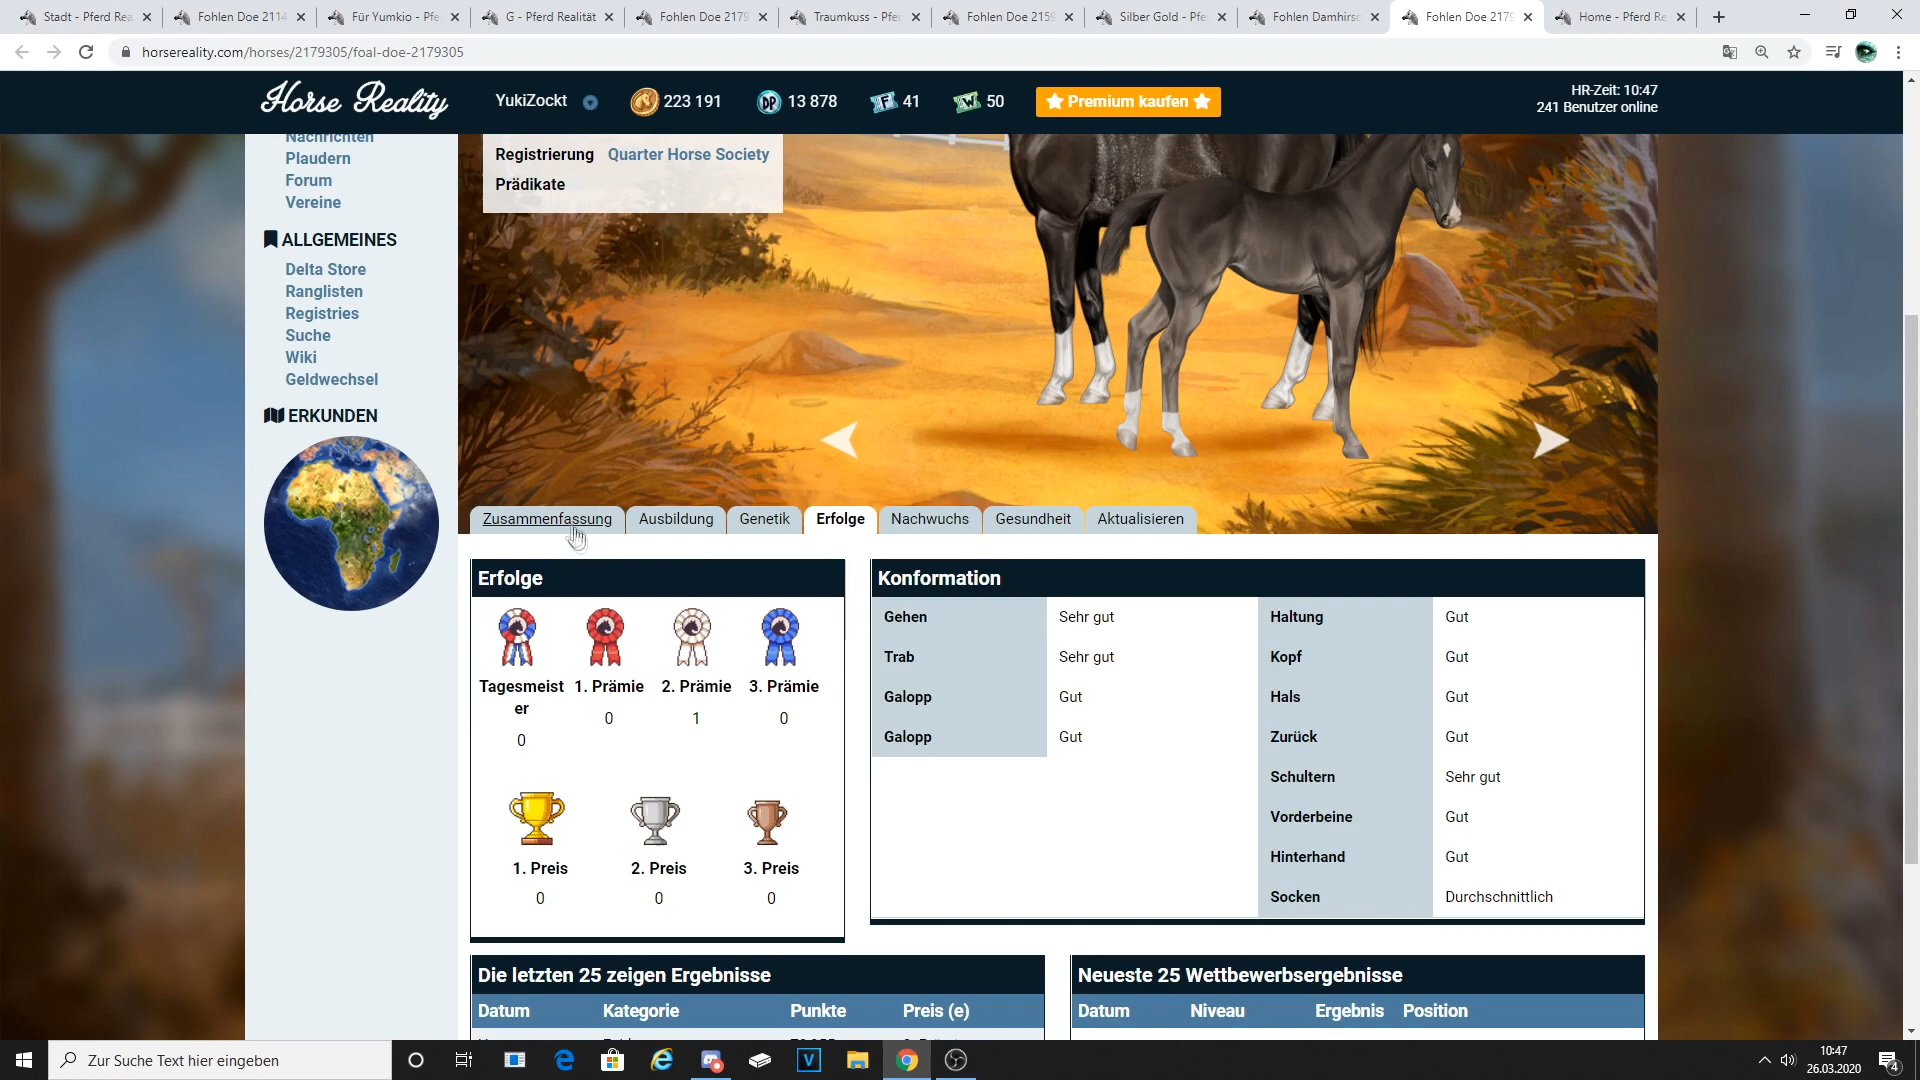 Stadt - Pferd Rea
Fohlen Doe 2114
Für Yumkio - Pfe
G - Pferd Realität
Fohlen Doe 2179
Traumkuss - Pfer
Fohlen Doe 2159
Silber Gold - Pfe
Fohlen Damhirsc
Fohlen Doe 2179
Home - Pferd Re
horsereality.com/horses/2179305/foal-doe-2179305
Horse Reality
YukiZockt
223 191
DP 13 878
41
50
Premium kaufen
HR-Zeit: 10:47
241 Benutzer online
Nachrichten
Plaudern
Forum
Vereine
ALLGEMEINES
Delta Store
Ranglisten
Registries
Suche
Wiki
Geldwechsel
ERKUNDEN
Registrierung Quarter Horse Society
Prädikate
Zusammenfassung Ausbildung Genetik Erfolge Nachwuchs Gesundheit Aktualisieren
Erfolge
Tagesmeist
er
0
1. Prämie
0
2. Prämie
1
3. Prämie
0
1. Preis
0
2. Preis
0
3. Preis
0
Konformation
Gehen Sehr gut
Trab Sehr gut
Galopp Gut
Galopp Gut
Haltung Gut
Kopf Gut
Hals Gut
Zurück Gut
Schultern Sehr gut
Vorderbeine Gut
Hinterhand Gut
Socken Durchschnittlich
Die letzten 25 zeigen Ergebnisse
Datum Kategorie Punkte Preis (e)
Neueste 25 Wettbewerbsergebnisse
Datum Niveau Ergebnis Position
Zur Suche Text hier eingeben
10:47
26.03.2020
4